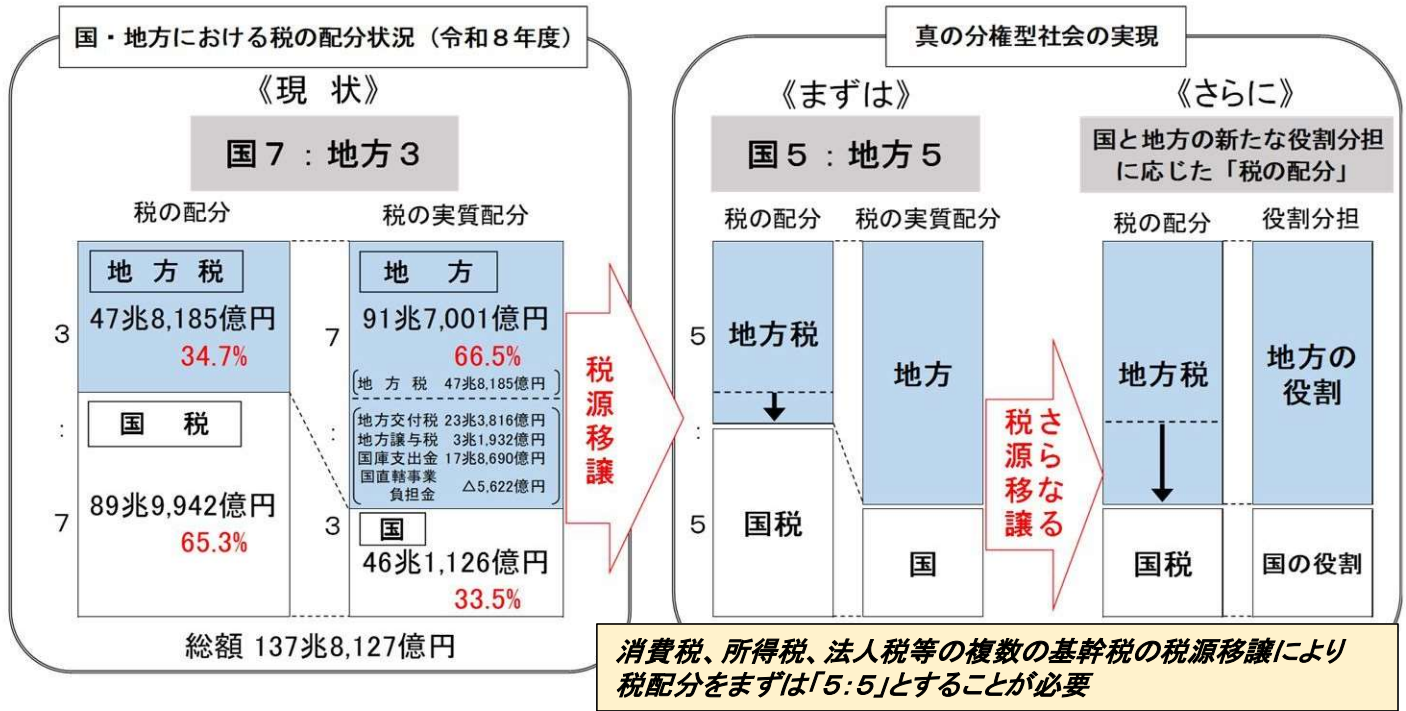 国・地方における税の配分状況（令和８年度）
《現　状》
国７：地方３
税の配分
税の実質配分
3
：
7
地 方 税
47兆8,185億円
34.7%
国　税
89兆9,942億円
65.3%
7
：
3
地　方
91兆7,001億円
66.5%
地 方 税　47兆8,185億円
地方交付税 23兆3,816億円
地方譲与税　3兆1,932億円
国庫支出金 17兆8,690億円
国直轄事業
負担金　△5,622億円
国
46兆1,126億円
33.5%
総額 137兆8,127億円
税源移譲
真の分権型社会の実現
《まずは》
国５：地方５
税の配分
税の実質配分
5
：
5
地方税
国税
地方
国
さらなる
税源移譲
《さらに》
国と地方の新たな役割分担
に応じた「税の配分」
税の配分
役割分担
地方税
国税
地方の
役割
国の役割
消費税、所得税、法人税等の複数の基幹税の税源移譲により
税配分をまずは「５:５」とすることが必要